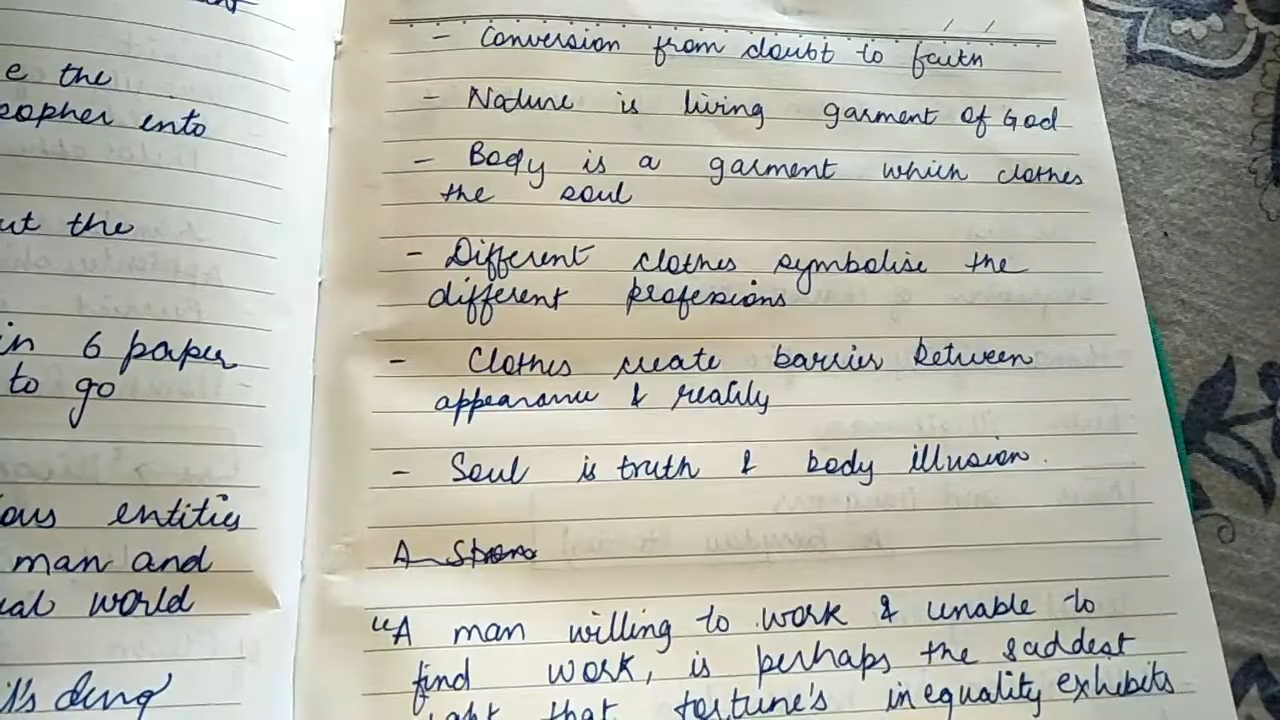 e the
sopher into
ut the
in 6 paper
to go
ous entities
man and
ial world
- Conversion from doubt to faith
- Nature is living garment of God
- Body is a garment which clothes
the soul
- Different clothes symbolise the
different professions
- Clothes create barrier between
appearance & reality
- Soul is truth & body illusion.
A
"A man willing to work & unable to
find work, is perhaps the saddest
that fortune's inequality exhibits